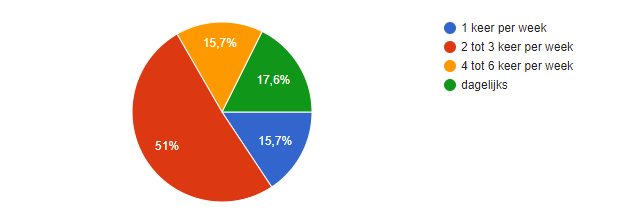 1 keer per week
2 tot 3 keer per week
4 tot 6 keer per week
dagelijks
15,7%
17,6%
51%
15,7%